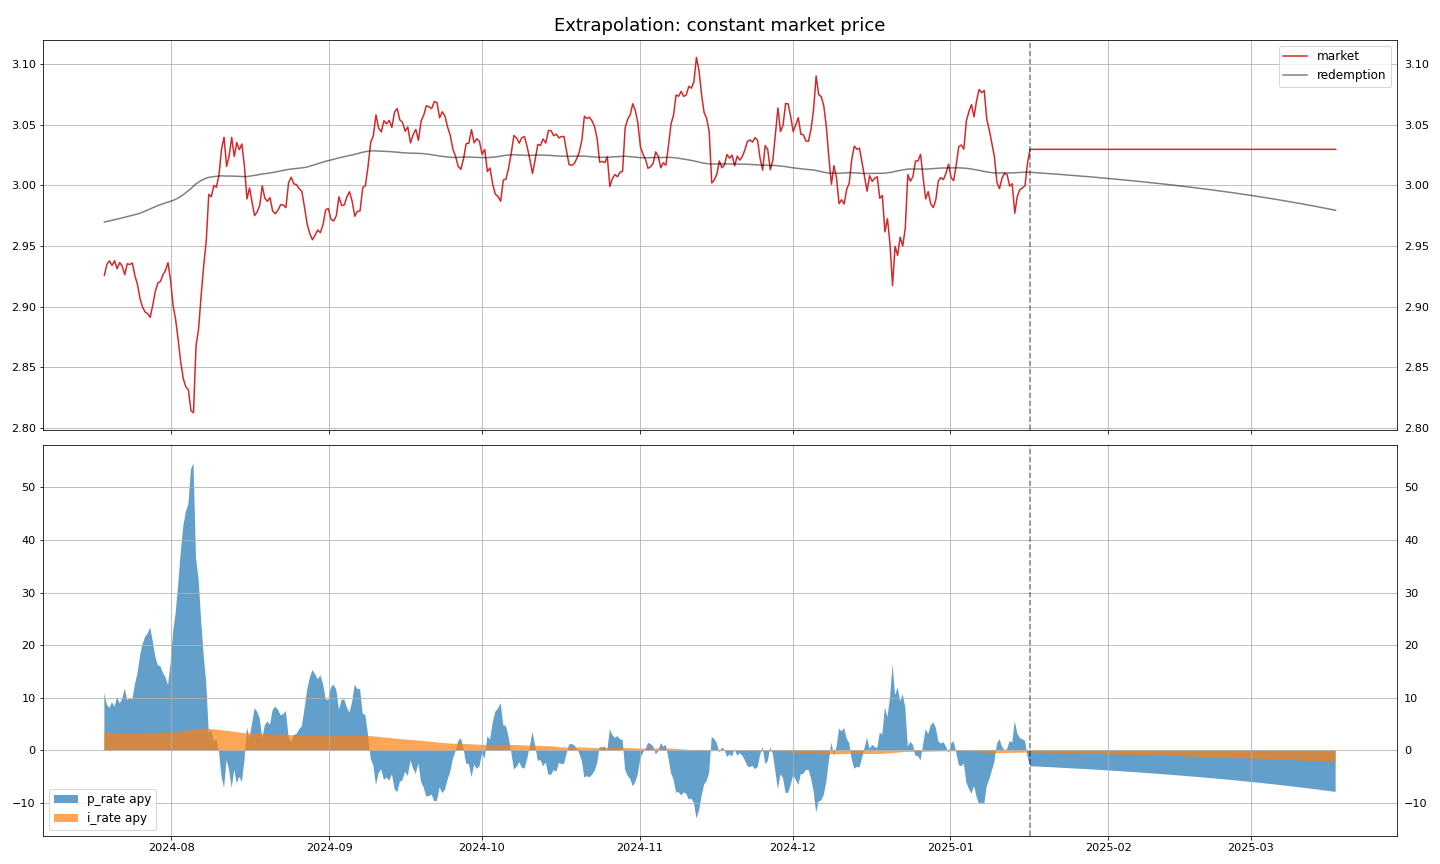 Extrapolation: constant market price
3.10 3.10
3.05 3.05
3.00 3.00
2.95 2.95
2.90 2.90
2.85 2.85
2.80 2.80
market
redemption
50 50
40 40
30 30
20 20
10 10
0 0
−10 −10
p_rate apy
i_rate apy
2024-08 2024-09 2024-10 2024-11 2024-12 2025-01 2025-02 2025-03